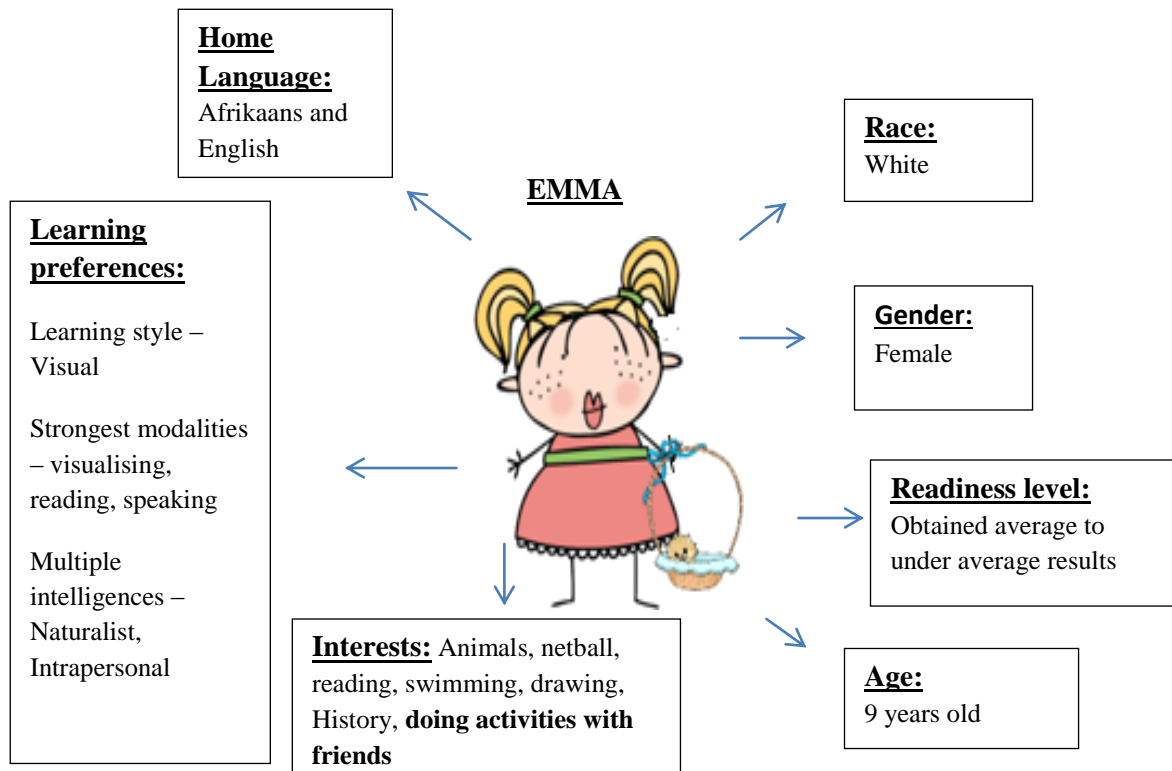 Home
Language:
Afrikaans and
English
Race:
White
EMMA
Learning
preferences:
Learning style –
Visual
Strongest modalities
– visualising,
reading, speaking
Multiple
intelligences –
Naturalist,
Intrapersonal
Gender:
Female
Readiness level:
Obtained average to
under average results
Interests: Animals, netball,
reading, swimming, drawing,
History, doing activities with
friends
Age:
9 years old